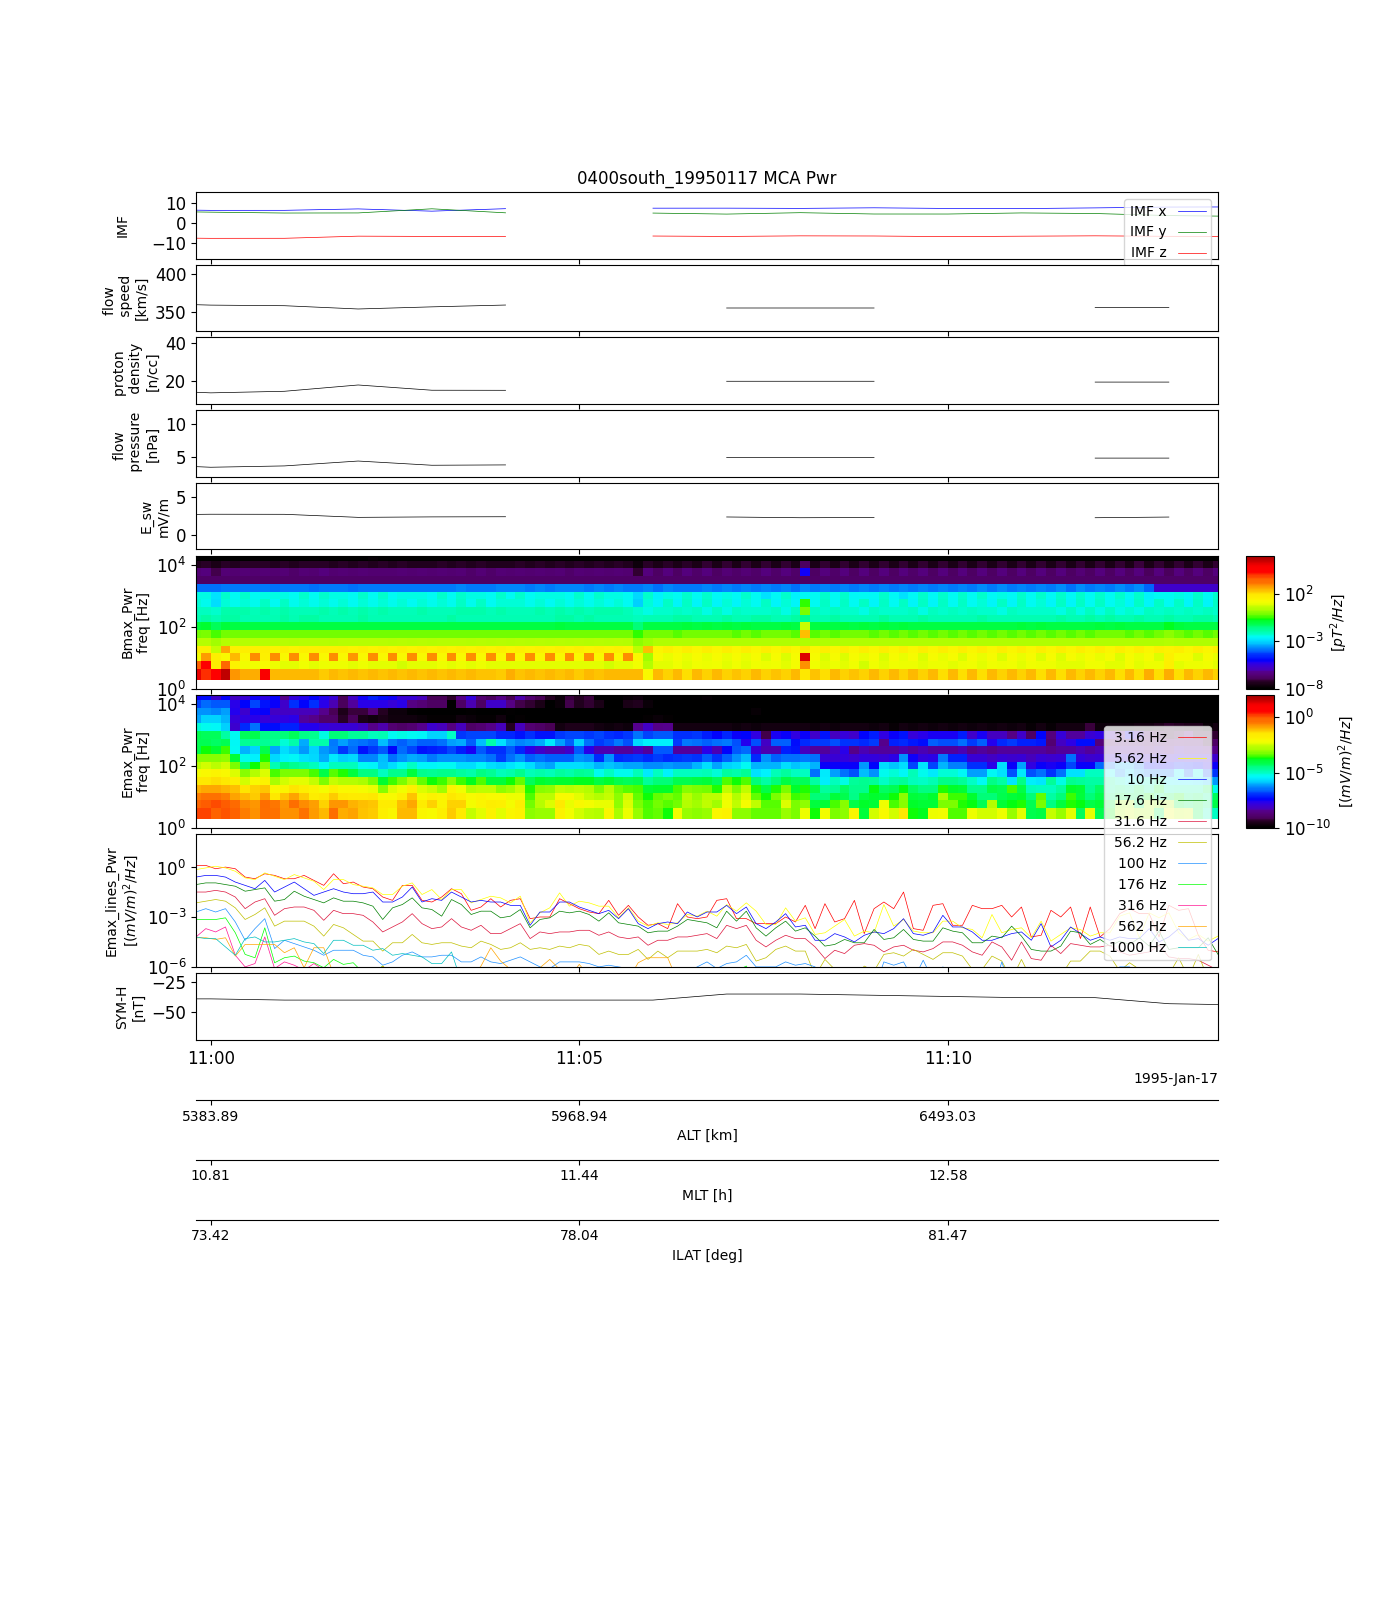 0400south_19950117 MCA Pwr
IMF
10
0
−10
IMF x
IMF y
IMF z
flow
speed
[km/s]
400
350
proton
density
[n/cc]
40
20
flow
pressure
[nPa]
10
5
E_sw
mV/m
5
0
Bmax_Pwr
freq [Hz]
10^4
10^2
10^0
10^2
10^−3
10^−8
[pT^2/Hz]
Emax_Pwr
freq [Hz]
10^4
10^2
10^0
10^0
10^−5
10^−10
[(mV/m)^2/Hz]
3.16 Hz
5.62 Hz
10 Hz
17.6 Hz
31.6 Hz
56.2 Hz
100 Hz
176 Hz
316 Hz
562 Hz
1000 Hz
Emax_lines_Pwr
[(mV/m)^2/Hz]
10^0
10^−3
10^−6
SYM-H
[nT]
−25
−50
11:00 11:05 11:10
1995-Jan-17
5383.89 5968.94 6493.03
ALT [km]
10.81 11.44 12.58
MLT [h]
73.42 78.04 81.47
ILAT [deg]